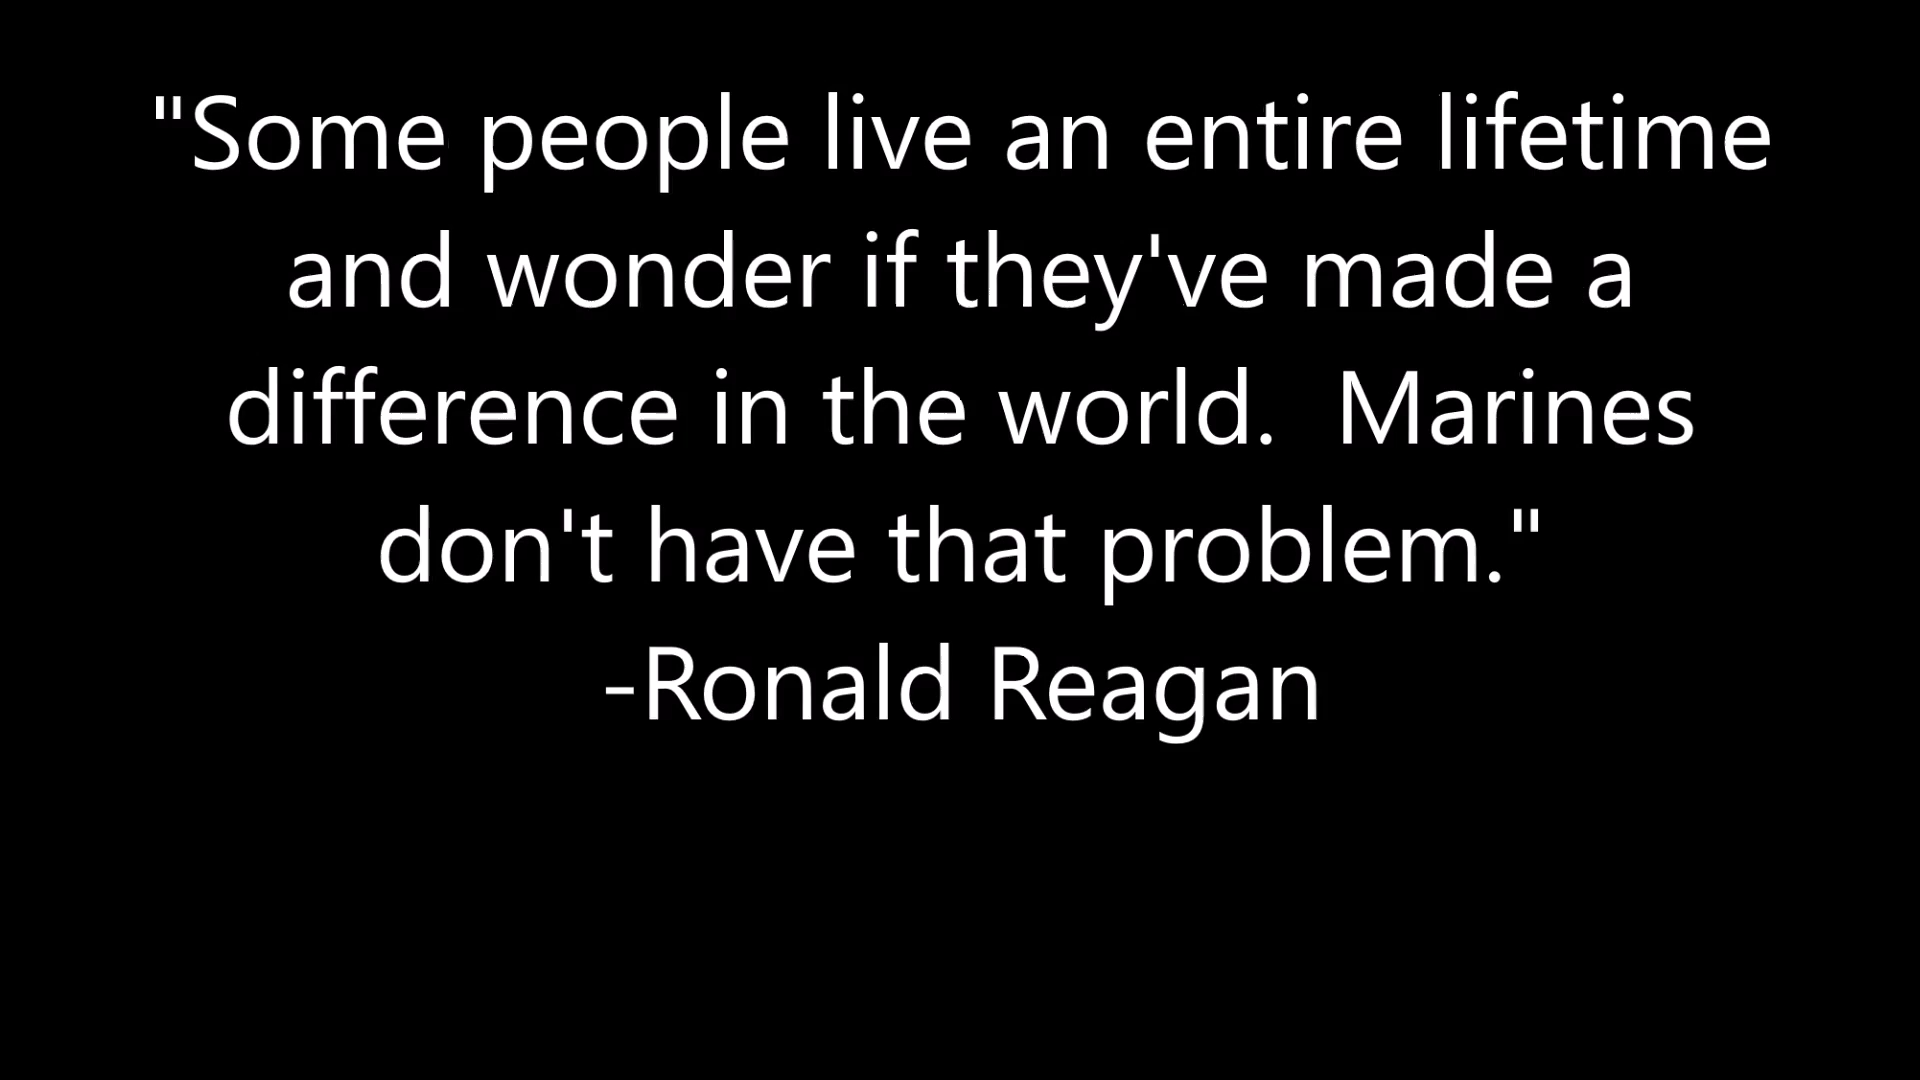 "Some people live an entire lifetime
and wonder if they've made a
difference in the world.  Marines
don't have that problem."
-Ronald Reagan